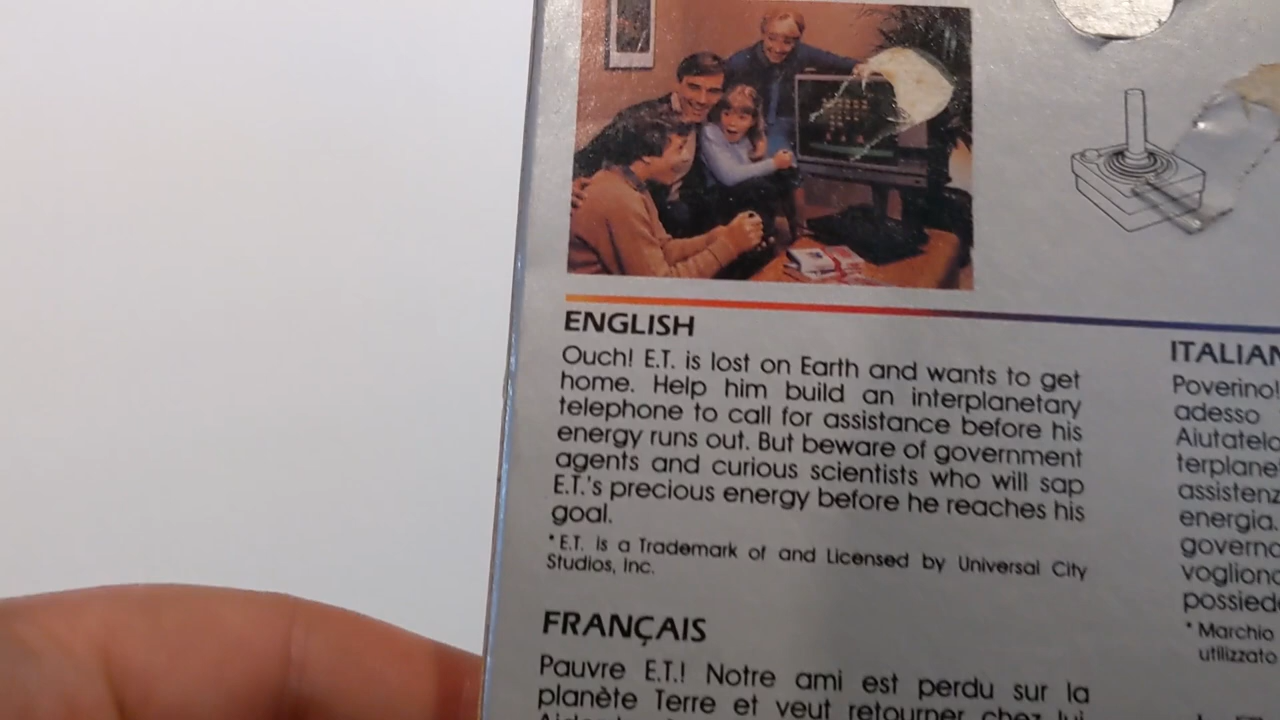 ENGLISH
Ouch! E.T. is lost on Earth and wants to get
home. Help him build an interplanetary
telephone to call for assistance before his
energy runs out. But beware of government
agents and curious scientists who will sap
E.T.'s precious energy before he reaches his
goal.
* E.T. is a Trademark of and Licensed by Universal City
Studios, Inc.
FRANÇAIS
Pauvre E.T.! Notre ami est perdu sur la
planète Terre et veut retourner chez lui
ITALIAN
Poverino!
adesso
Aiutatelo
terplane
assistenz
energia.
governo
vogliono
possied
* Marchio
utilizzato